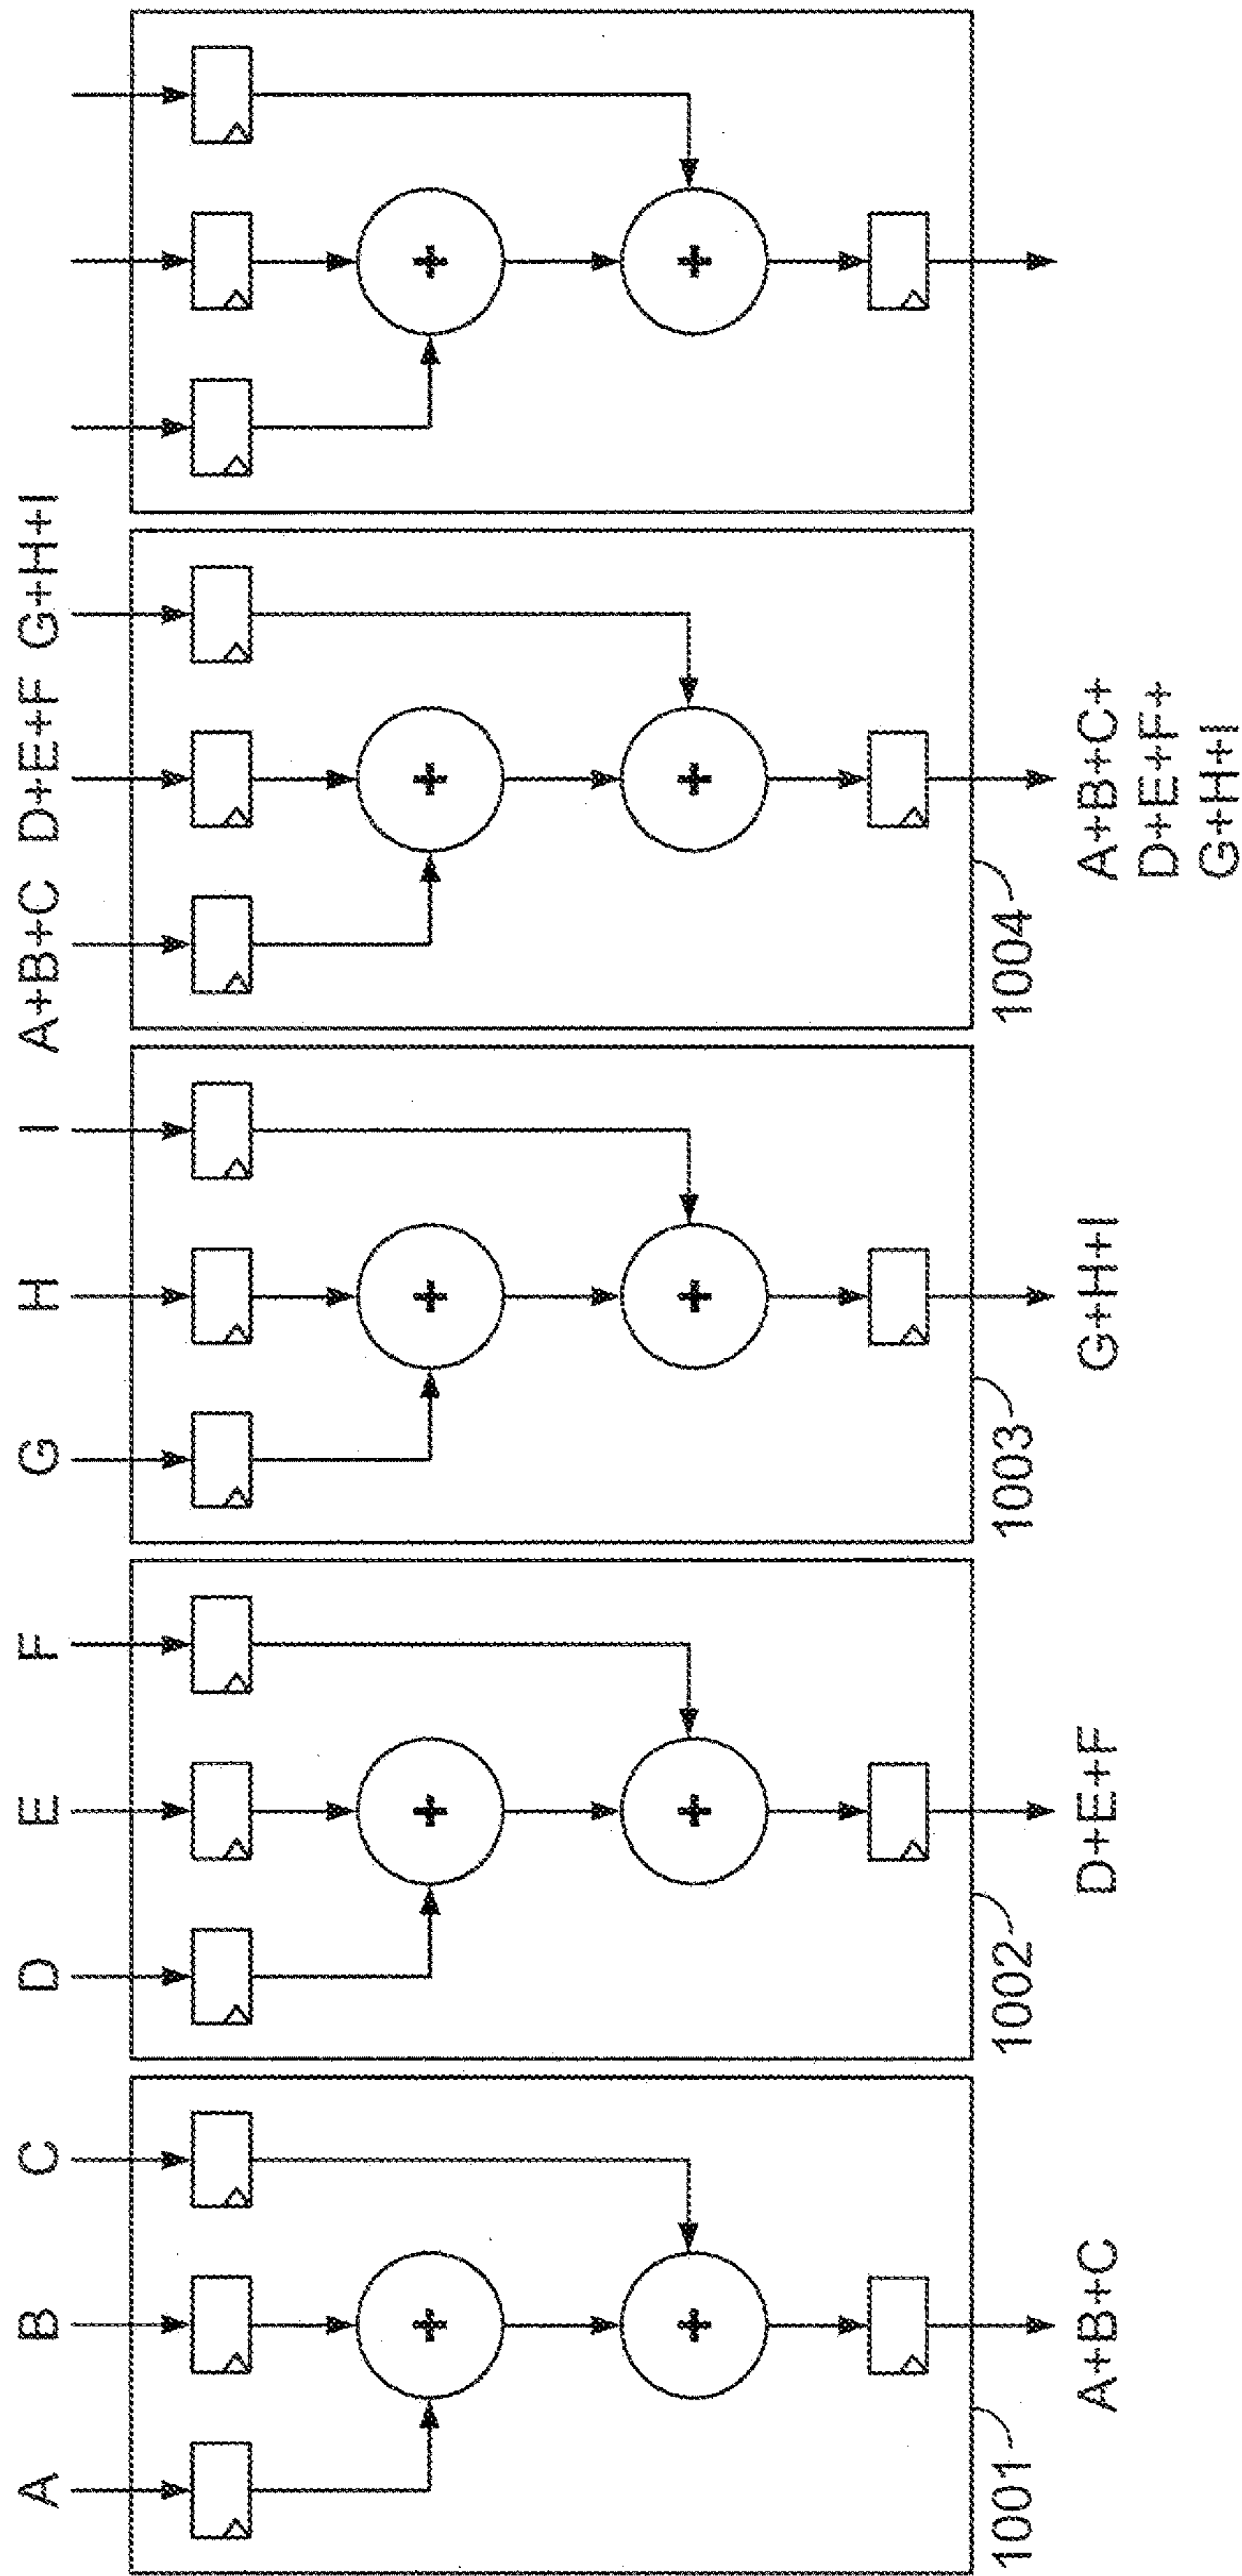 A B C D E F G H I A+B+C D+E+F G+H+I
+ + + + +
+ + + + +
1001 1002 1003 1004
A+B+C D+E+F G+H+I A+B+C+
D+E+F+
G+H+I